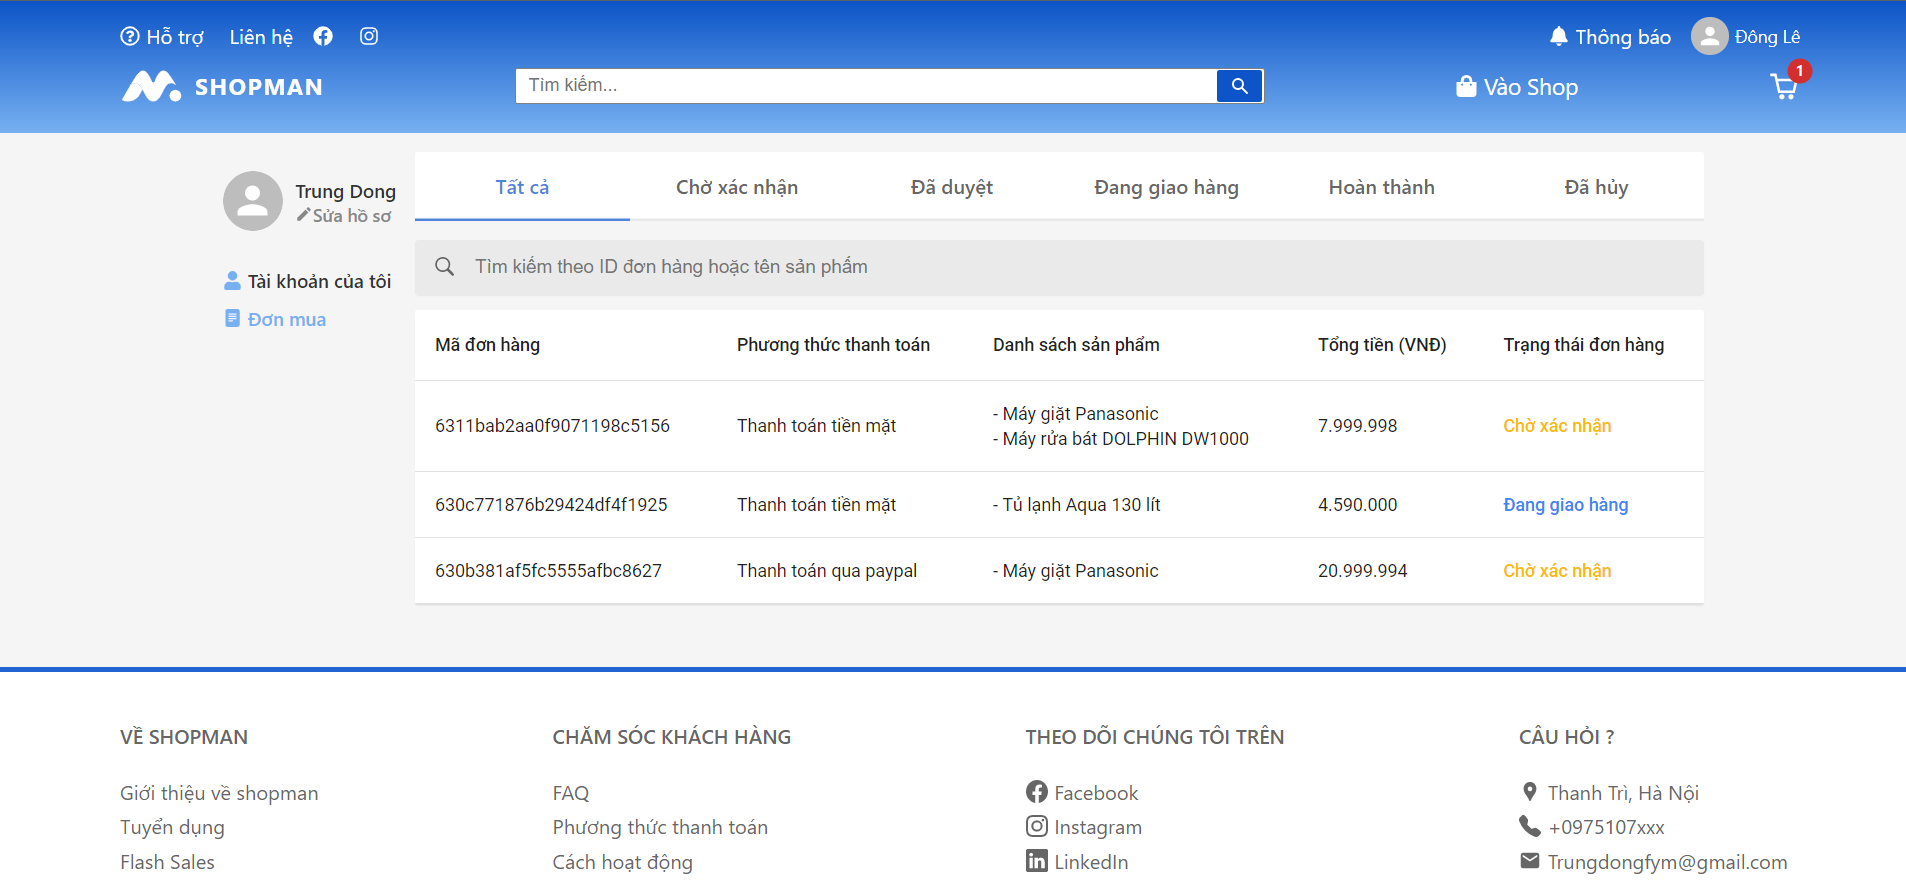 Hỗ trợ Liên hệ Thông báo Đông Lê
SHOPMAN Tìm kiếm... Vào Shop 1
Trung Dong
Sửa hồ sơ
Tài khoản của tôi
Đơn mua
Tất cả Chờ xác nhận Đã duyệt Đang giao hàng Hoàn thành Đã hủy
Tìm kiếm theo ID đơn hàng hoặc tên sản phẩm
Mã đơn hàng Phương thức thanh toán Danh sách sản phẩm Tổng tiền (VNĐ) Trạng thái đơn hàng
6311bab2aa0f9071198c5156 Thanh toán tiền mặt - Máy giặt Panasonic 7.999.998 Chờ xác nhận
- Máy rửa bát DOLPHIN DW1000
630c771876b29424df4f1925 Thanh toán tiền mặt - Tủ lạnh Aqua 130 lít 4.590.000 Đang giao hàng
630b381af5fc5555afbc8627 Thanh toán qua paypal - Máy giặt Panasonic 20.999.994 Chờ xác nhận
VỀ SHOPMAN CHĂM SÓC KHÁCH HÀNG THEO DÕI CHÚNG TÔI TRÊN CÂU HỎI ?
Giới thiệu về shopman FAQ Facebook Thanh Trì, Hà Nội
Tuyển dụng Phương thức thanh toán Instagram +0975107xxx
Flash Sales Cách hoạt động LinkedIn Trungdongfym@gmail.com